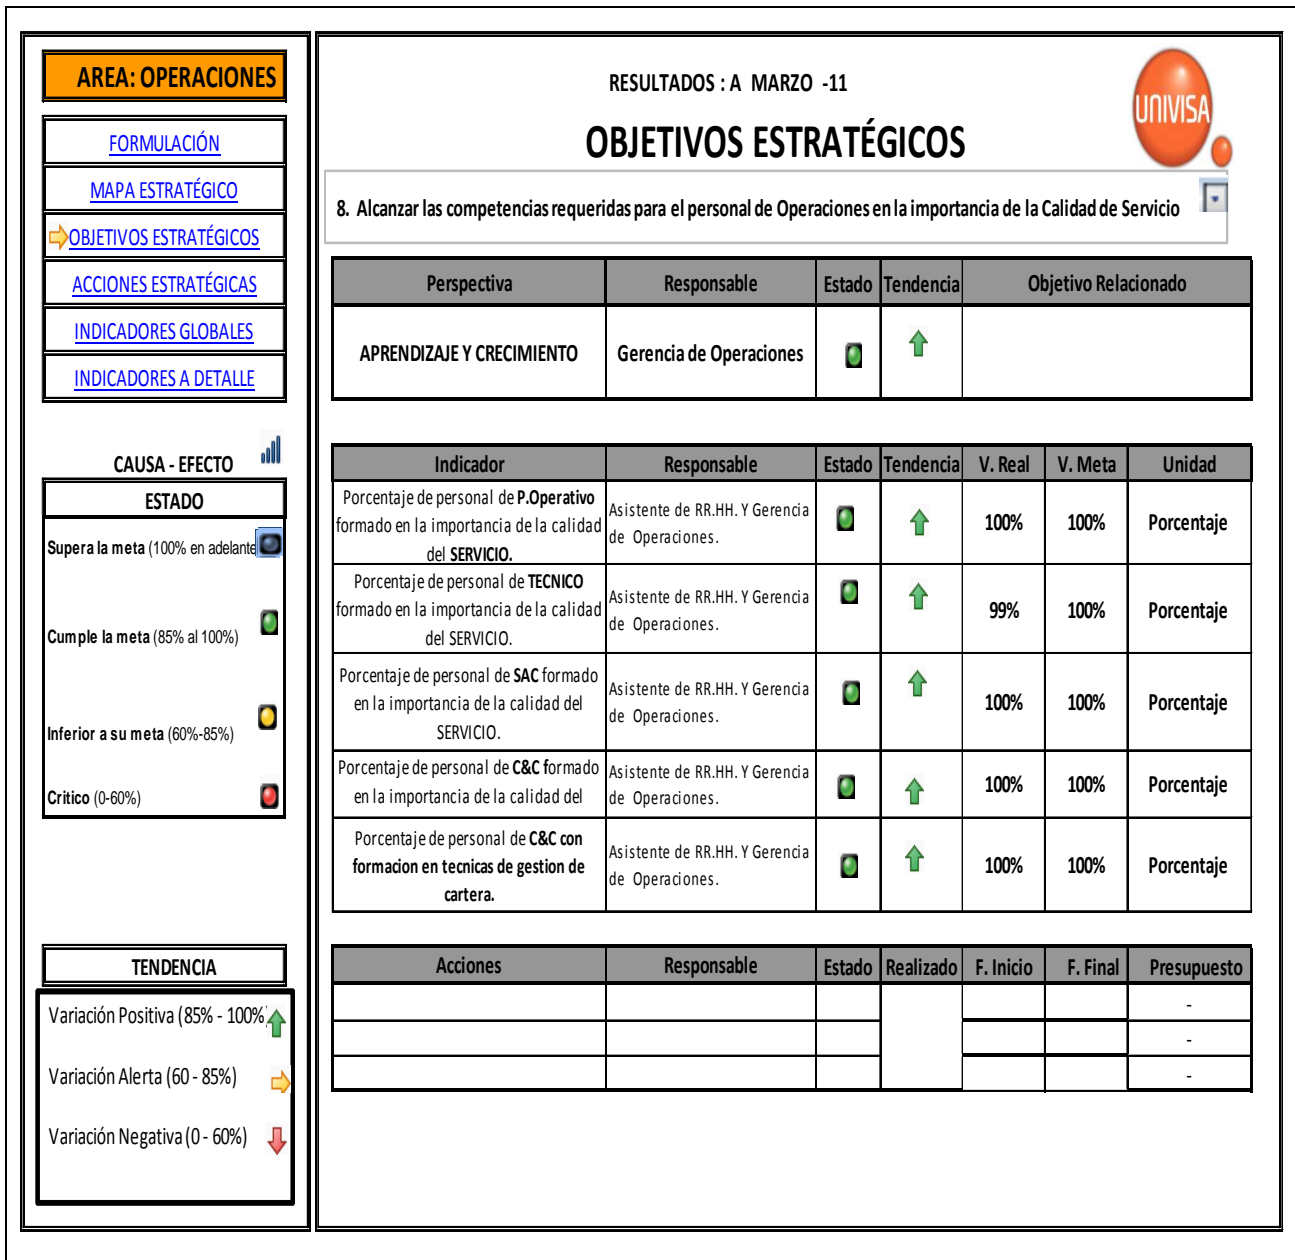 AREA: OPERACIONES
FORMULACIÓN
MAPA ESTRATÉGICO
OBJETIVOS ESTRATÉGICOS
ACCIONES ESTRATÉGICAS
INDICADORES GLOBALES
INDICADORES A DETALLE
CAUSA - EFECTO
ESTADO
Supera la meta (100% en adelante
Cumple la meta (85% al 100%)
Inferior a su meta (60%-85%)
Critico (0-60%)
TENDENCIA
Variación Positiva (85% - 100%)
Variación Alerta (60 - 85%)
Variación Negativa (0 - 60%)
RESULTADOS : A MARZO -11
OBJETIVOS ESTRATÉGICOS
UNIVISA
8. Alcanzar las competencias requeridas para el personal de Operaciones en la importancia de la Calidad de Servicio
Perspectiva Responsable Estado Tendencia Objetivo Relacionado
APRENDIZAJE Y CRECIMIENTO Gerencia de Operaciones
Indicador Responsable Estado Tendencia V. Real V. Meta Unidad
Porcentaje de personal de P.Operativo
formado en la importancia de la calidad
del SERVICIO.
Asistente de RR.HH. Y Gerencia
de Operaciones.
100% 100% Porcentaje
Porcentaje de personal de TECNICO
formado en la importancia de la calidad
del SERVICIO.
Asistente de RR.HH. Y Gerencia
de Operaciones.
99% 100% Porcentaje
Porcentaje de personal de SAC formado
en la importancia de la calidad del
SERVICIO.
Asistente de RR.HH. Y Gerencia
de Operaciones.
100% 100% Porcentaje
Porcentaje de personal de C&C formado
en la importancia de la calidad del
Asistente de RR.HH. Y Gerencia
de Operaciones.
100% 100% Porcentaje
Porcentaje de personal de C&C con
formacion en tecnicas de gestion de
cartera.
Asistente de RR.HH. Y Gerencia
de Operaciones.
100% 100% Porcentaje
Acciones Responsable Estado Realizado F. Inicio F. Final Presupuesto
-
-
-